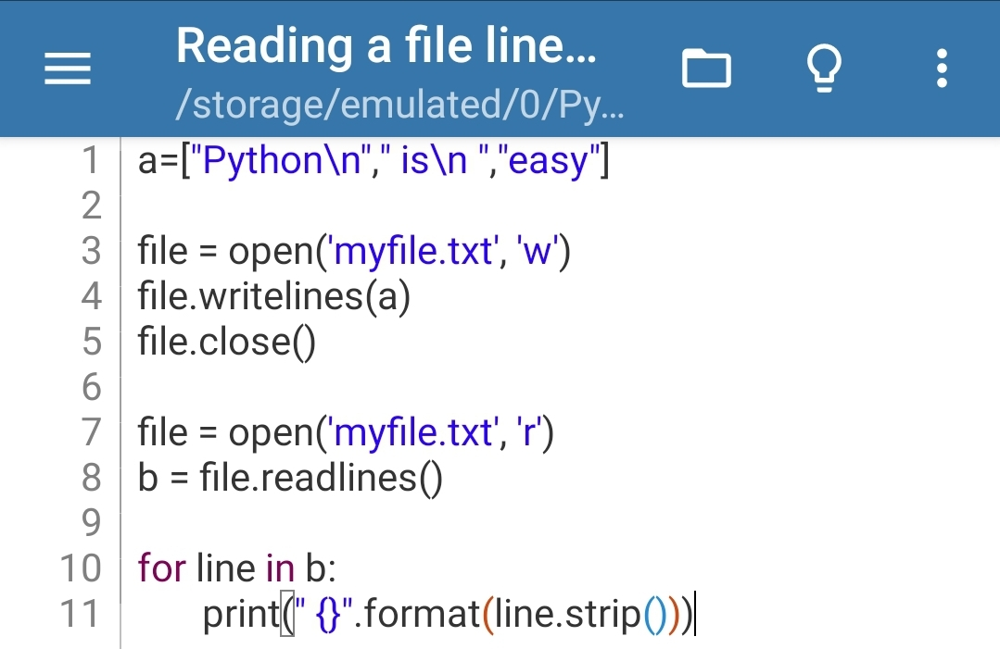 Reading a file line...
/storage/emulated/0/Py...
1 a=["Python\n"," is\n ","easy"]
2
3 file = open('myfile.txt', 'w')
4 file.writelines(a)
5 file.close()
6
7 file = open('myfile.txt', 'r')
8 b = file.readlines()
9
10 for line in b:
11     print(" {}".format(line.strip()))